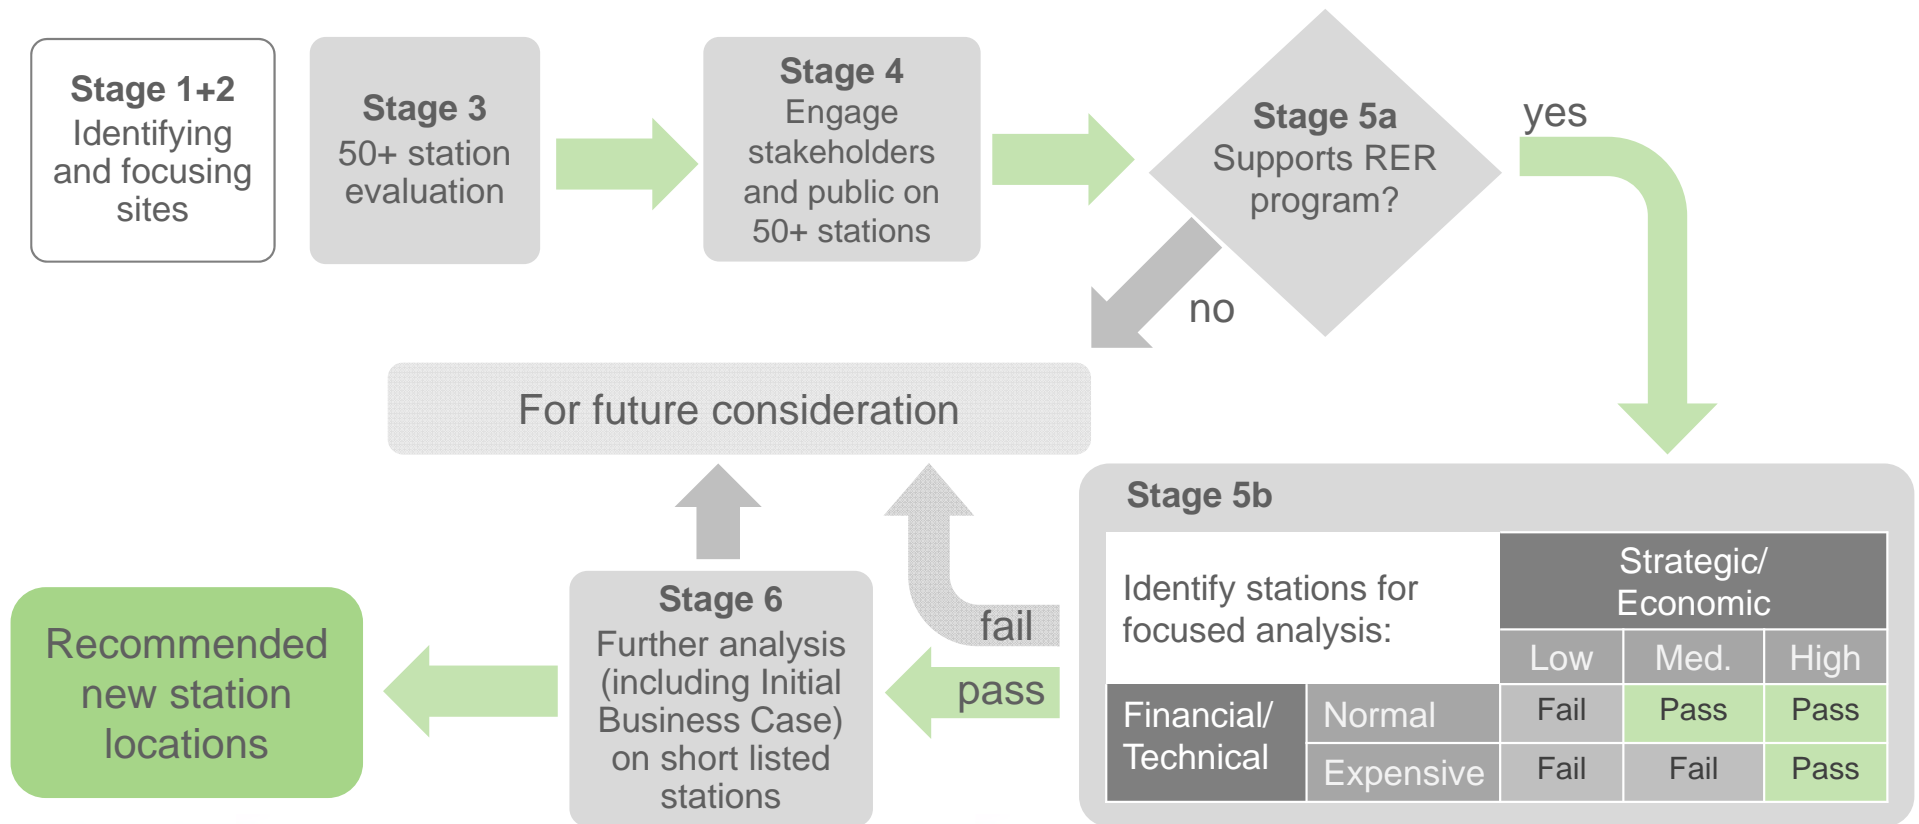 Stage 1+2
Identifying
and focusing
sites
Stage 3
50+ station
evaluation
Stage 4
Engage
stakeholders
and public on
50+ stations
Stage 5a
Supports RER
program?
yes
no
For future consideration
Stage 5b
Identify stations for
focused analysis:
Strategic/
Economic
Low Med. High
Financial/
Technical
Normal Fail Pass Pass
Expensive Fail Fail Pass
fail
pass
Stage 6
Further analysis
(including Initial
Business Case)
on short listed
stations
Recommended
new station
locations